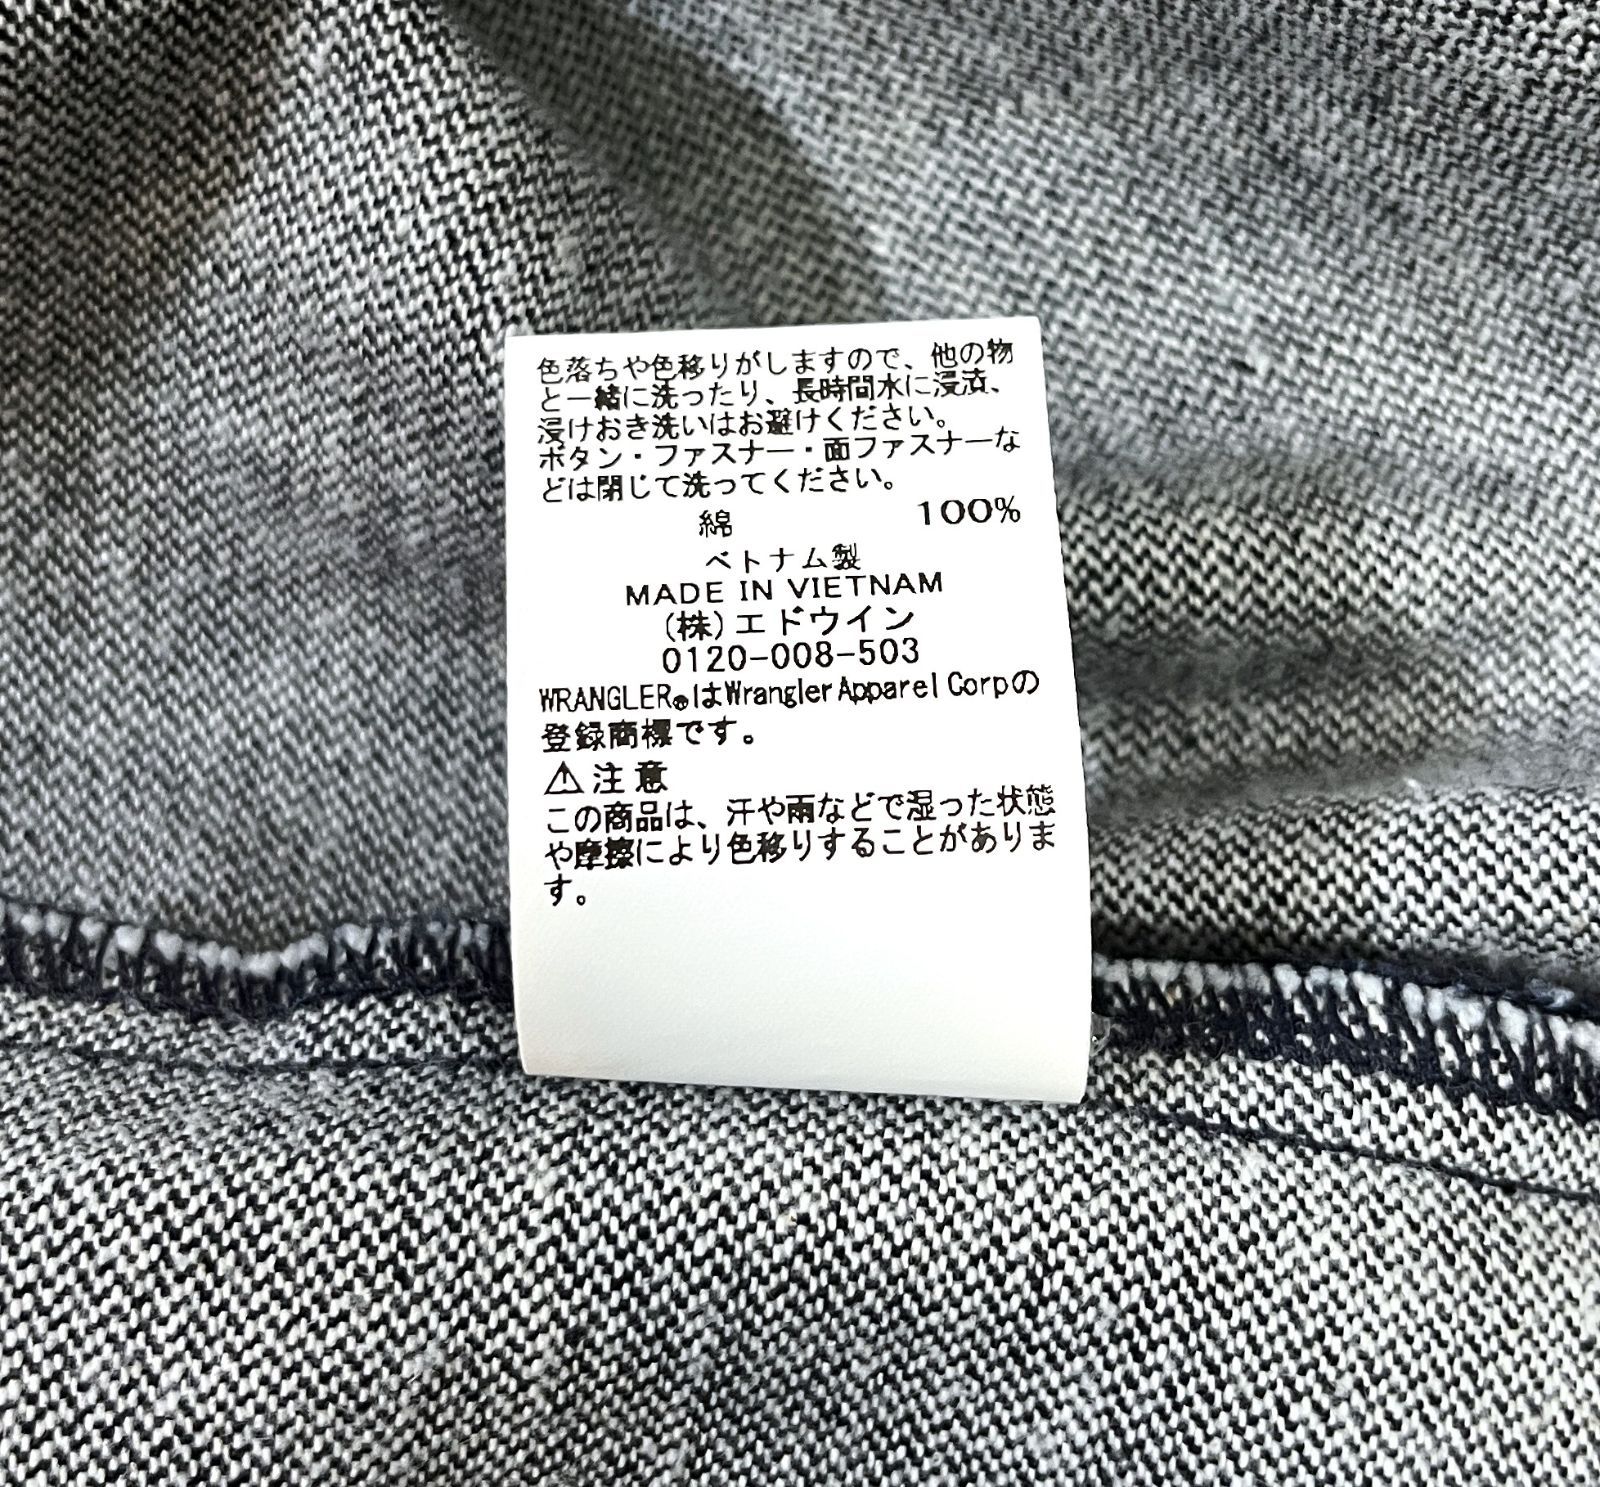 色落ちや色移りがしますので、他の物
と一緒に洗ったり、長時間水に浸漬、
浸けおき洗いはお避けください。
ボタン・ファスナー・面ファスナーな
どは閉じて洗ってください。
綿 100%
ベトナム製
MADE IN VIETNAM
(株)エドウイン
0120-008-503
WRANGLER®はWrangler Apparel Corpの
登録商標です。
⚠注意
この商品は、汗や雨などで湿った状態
や摩擦により色移りすることがありま
す。